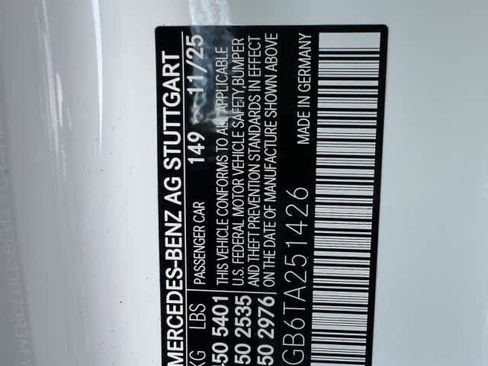 MERCEDES-BENZ AG STUTTGART
KG LBS PASSENGER CAR 149 11/25
450 5401 THIS VEHICLE CONFORMS TO ALL APPLICABLE
50 2535 U.S. FEDERAL MOTOR VEHICLE SAFETY, BUMPER
AND THEFT PREVENTION STANDARDS IN EFFECT
50 2976 ON THE DATE OF MANUFACTURE SHOWN ABOVE
GB6TA251426 MADE IN GERMANY